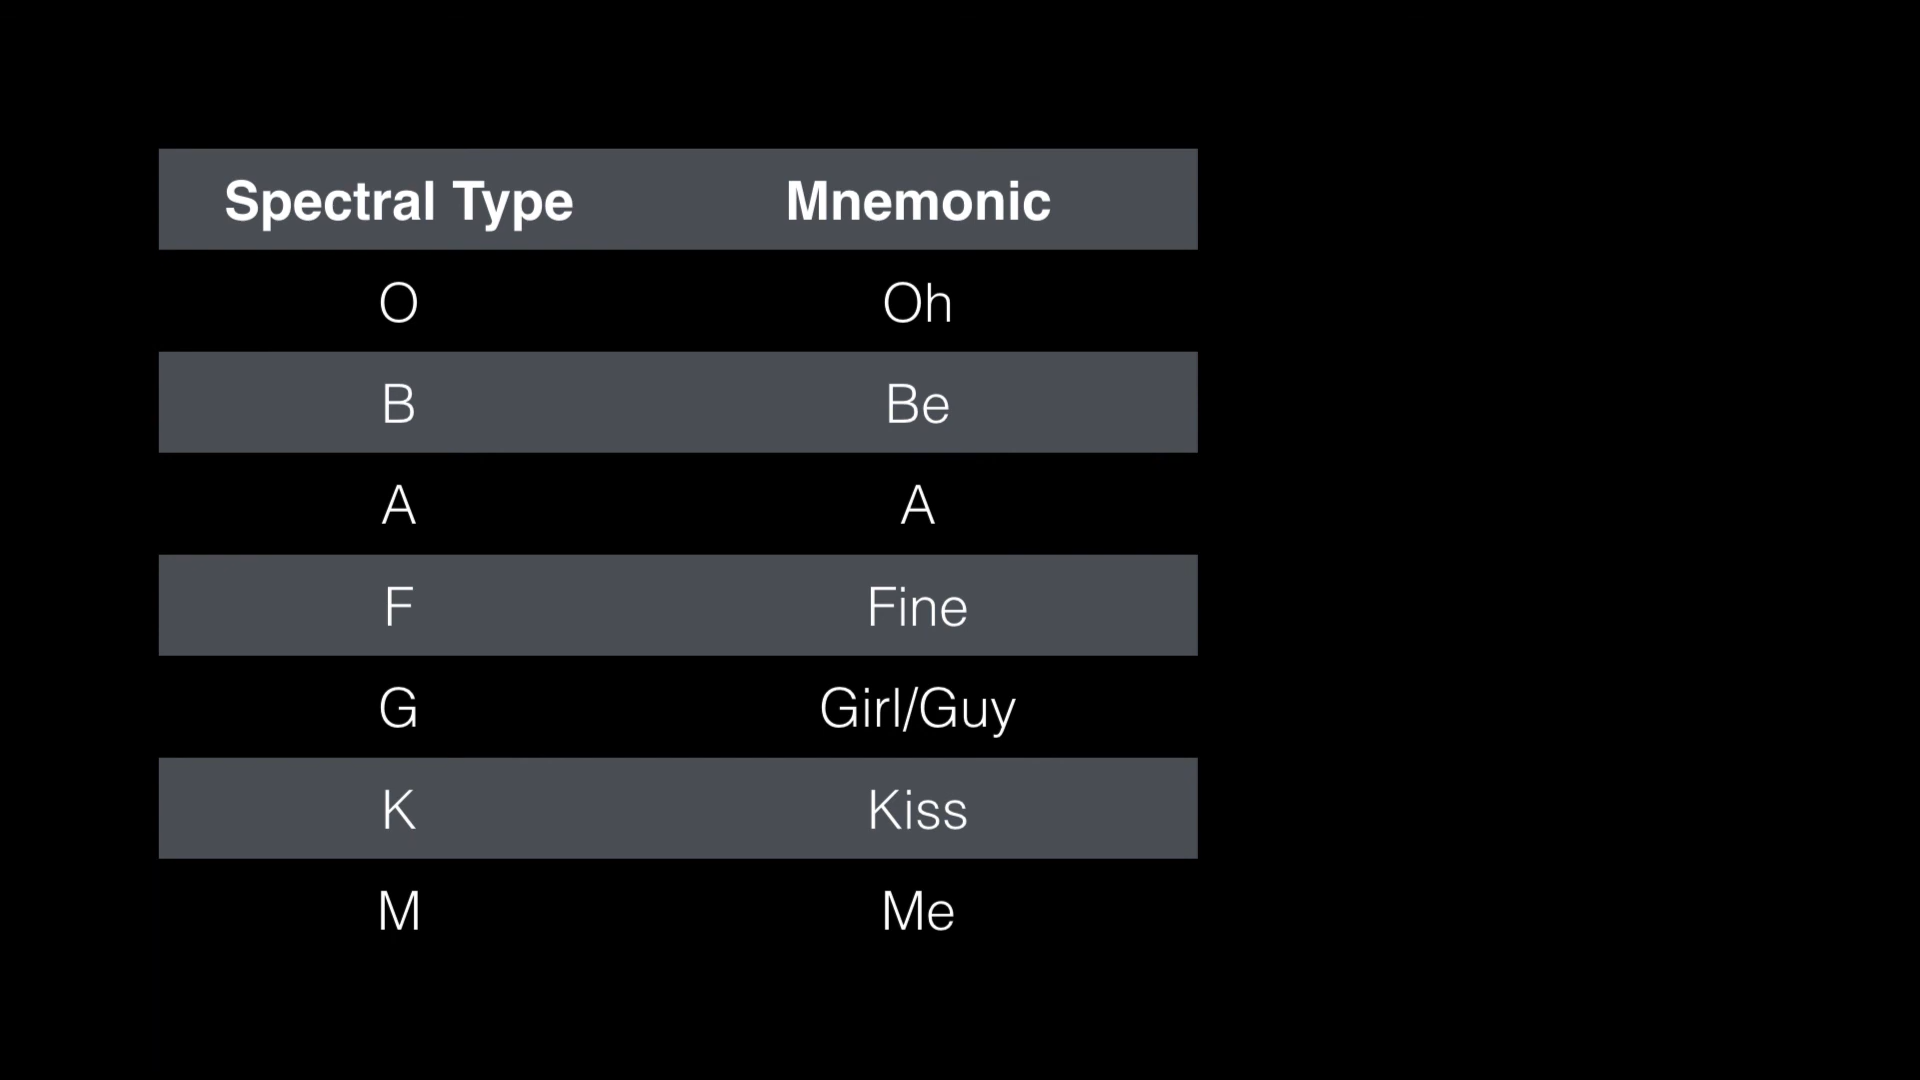 Spectral Type Mnemonic
O Oh
B Be
A A
F Fine
G Girl/Guy
K Kiss
M Me